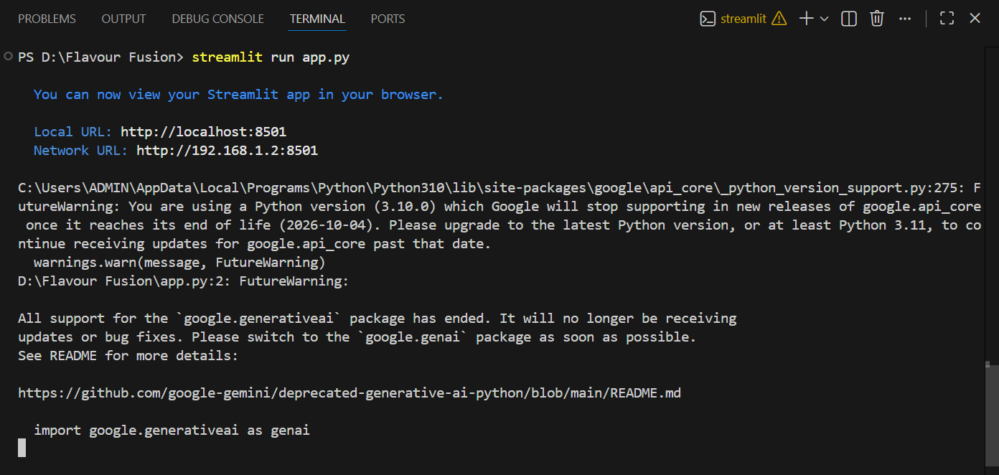 PROBLEMS OUTPUT DEBUG CONSOLE TERMINAL PORTS streamlit
PS D:\Flavour Fusion> streamlit run app.py
You can now view your Streamlit app in your browser.
Local URL: http://localhost:8501
Network URL: http://192.168.1.2:8501
C:\Users\ADMIN\AppData\Local\Programs\Python\Python310\lib\site-packages\google\api_core\_python_version_support.py:275: F
utureWarning: You are using a Python version (3.10.0) which Google will stop supporting in new releases of google.api_core
 once it reaches its end of life (2026-10-04). Please upgrade to the latest Python version, or at least Python 3.11, to co
ntinue receiving updates for google.api_core past that date.
  warnings.warn(message, FutureWarning)
D:\Flavour Fusion\app.py:2: FutureWarning:
All support for the `google.generativeai` package has ended. It will no longer be receiving
updates or bug fixes. Please switch to the `google.genai` package as soon as possible.
See README for more details:
https://github.com/google-gemini/deprecated-generative-ai-python/blob/main/README.md
  import google.generativeai as genai